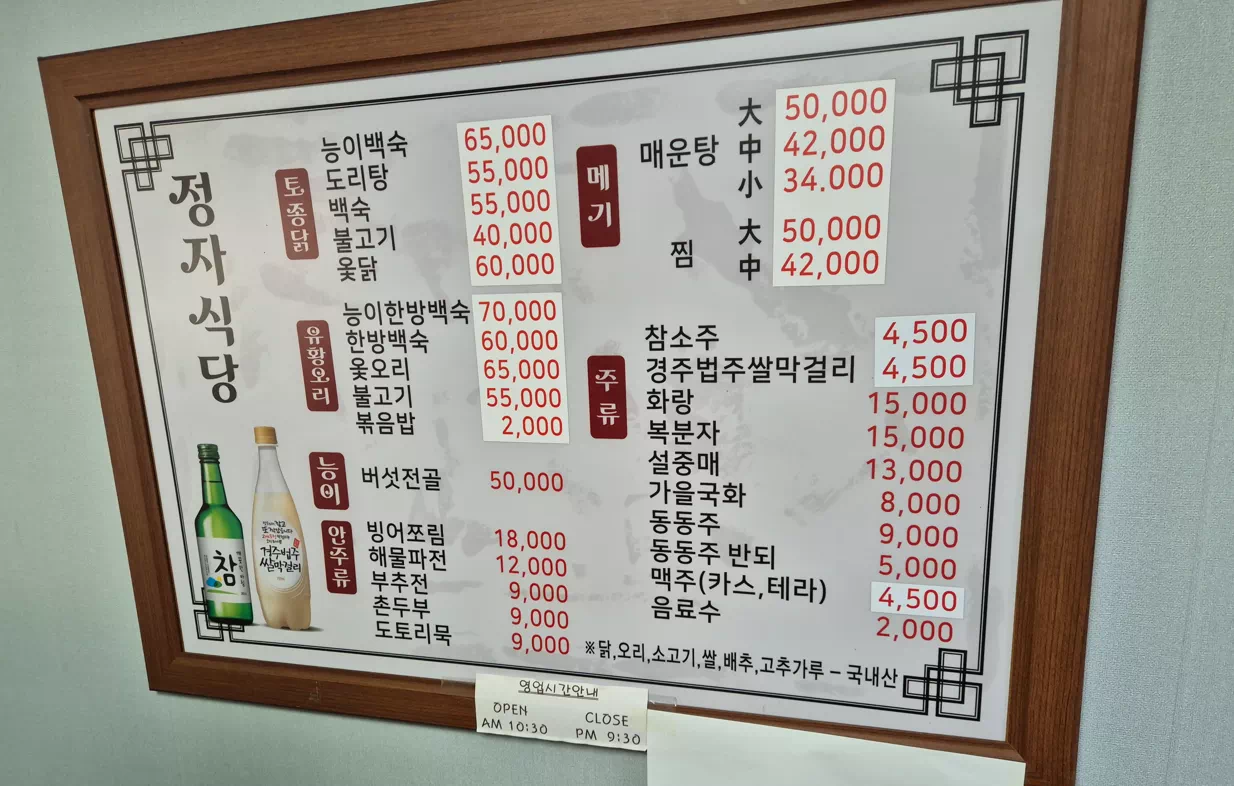 정자식당
토종닭
능이백숙 65,000
도리탕 55,000
백숙 55,000
불고기 40,000
옻닭 60,000
유황오리
능이한방백숙 70,000
한방백숙 60,000
옻오리 65,000
불고기 55,000
볶음밥 2,000
능이
버섯전골 50,000
안주류
빙어쪼림 18,000
해물파전 12,000
부추전 9,000
촌두부 9,000
도토리묵 9,000
메기
매운탕
大 50,000
中 42,000
小 34.000
찜
大 50,000
中 42,000
주류
참소주 4,500
경주법주쌀막걸리 4,500
화랑 15,000
복분자 15,000
설중매 13,000
가을국화 8,000
동동주 9,000
동동주 반되 5,000
맥주(카스,테라) 4,500
음료수 2,000
※닭,오리,소고기,쌀,배추,고추가루 – 국내산
참
경주법주
쌀막걸리
영업시간안내
OPEN CLOSE
AM 10:30 PM 9:30